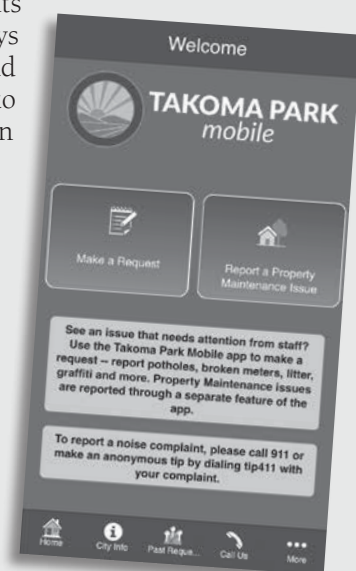 Welcome
TAKOMA PARK
mobile
Make a Request
Report a Property
Maintenance Issue
See an issue that needs attention from staff?
Use the Takoma Park Mobile app to make a
request -- report potholes, broken meters, litter,
graffiti and more. Property Maintenance issues
are reported through a separate feature of the
app.
To report a noise complaint, please call 911 or
make an anonymous tip by dialing tip411 with
your complaint.
Home
City Info
Past Reque...
Call Us
More